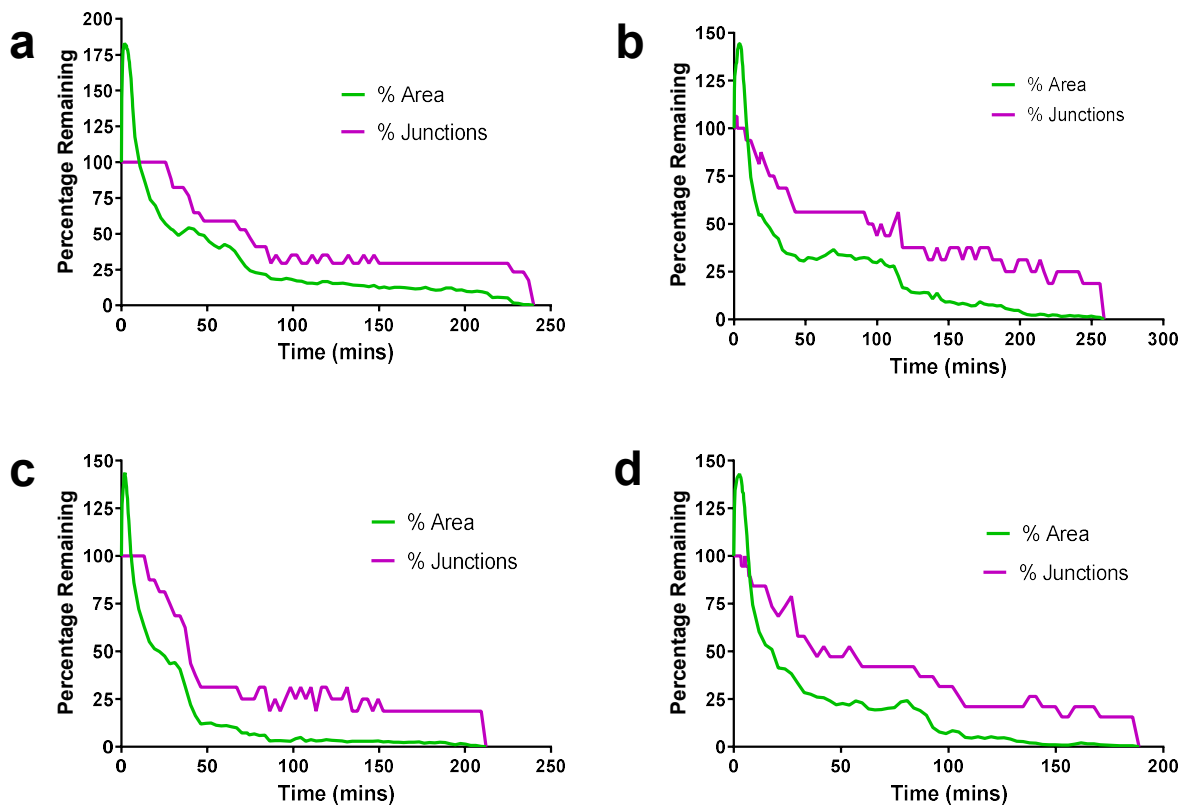 a
200
175
150
125
100
75
50
25
0
Percentage Remaining
% Area
% Junctions
0 50 100 150 200 250
Time (mins)
b
150
125
100
75
50
25
0
Percentage Remaining
% Area
% Junctions
0 50 100 150 200 250 300
Time (mins)
c
150
125
100
75
50
25
0
Percentage Remaining
% Area
% Junctions
0 50 100 150 200 250
Time (mins)
d
150
125
100
75
50
25
0
Percentage Remaining
% Area
% Junctions
0 50 100 150 200
Time (mins)